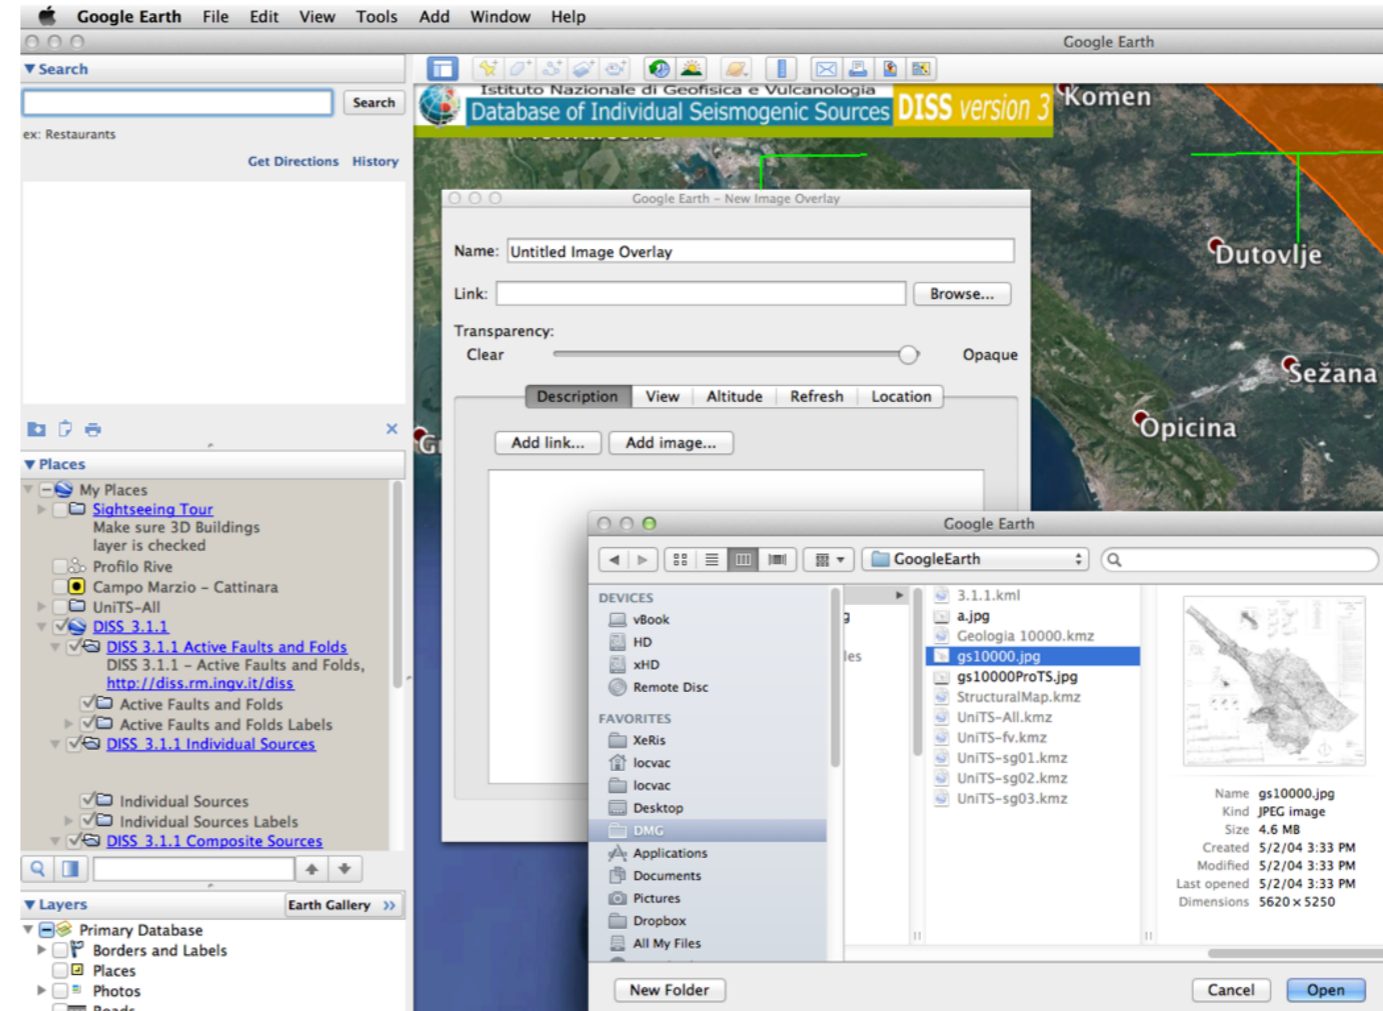 Google Earth File Edit View Tools Add Window Help
Google Earth
Search
Search
ex: Restaurants
Get Directions History
Istituto Nazionale di Geofisica e Vulcanologia
Database of Individual Seismogenic Sources DISS version 3
Komen
Dutovlje
Sežana
Opicina
Google Earth - New Image Overlay
Name: Untitled Image Overlay
Link: Browse...
Transparency:
Clear Opaque
Description View Altitude Refresh Location
Add link... Add image...
Places
My Places
Sightseeing Tour
Make sure 3D Buildings
layer is checked
Profilo Rive
Campo Marzio - Cattinara
UniTS-All
DISS 3.1.1
DISS 3.1.1 Active Faults and Folds
DISS 3.1.1 - Active Faults and Folds,
http://diss.rm.ingv.it/diss
Active Faults and Folds
Active Faults and Folds Labels
DISS 3.1.1 Individual Sources
Individual Sources
Individual Sources Labels
DISS 3.1.1 Composite Sources
Layers
Earth Gallery >>
Primary Database
Borders and Labels
Places
Photos
Roads
Google Earth
GoogleEarth
DEVICES
vBook
HD
xHD
Remote Disc
FAVORITES
XeRis
locvac
locvac
Desktop
DMG
Applications
Documents
Pictures
Dropbox
All My Files
3.1.1.kml
a.jpg
Geologia 10000.kmz
gs10000.jpg
gs10000ProTS.jpg
StructuralMap.kmz
UniTS-All.kmz
UniTS-fv.kmz
UniTS-sg01.kmz
UniTS-sg02.kmz
UniTS-sg03.kmz
Name gs10000.jpg
Kind JPEG image
Size 4.6 MB
Created 5/2/04 3:33 PM
Modified 5/2/04 3:33 PM
Last opened 5/2/04 3:33 PM
Dimensions 5620 × 5250
New Folder Cancel Open